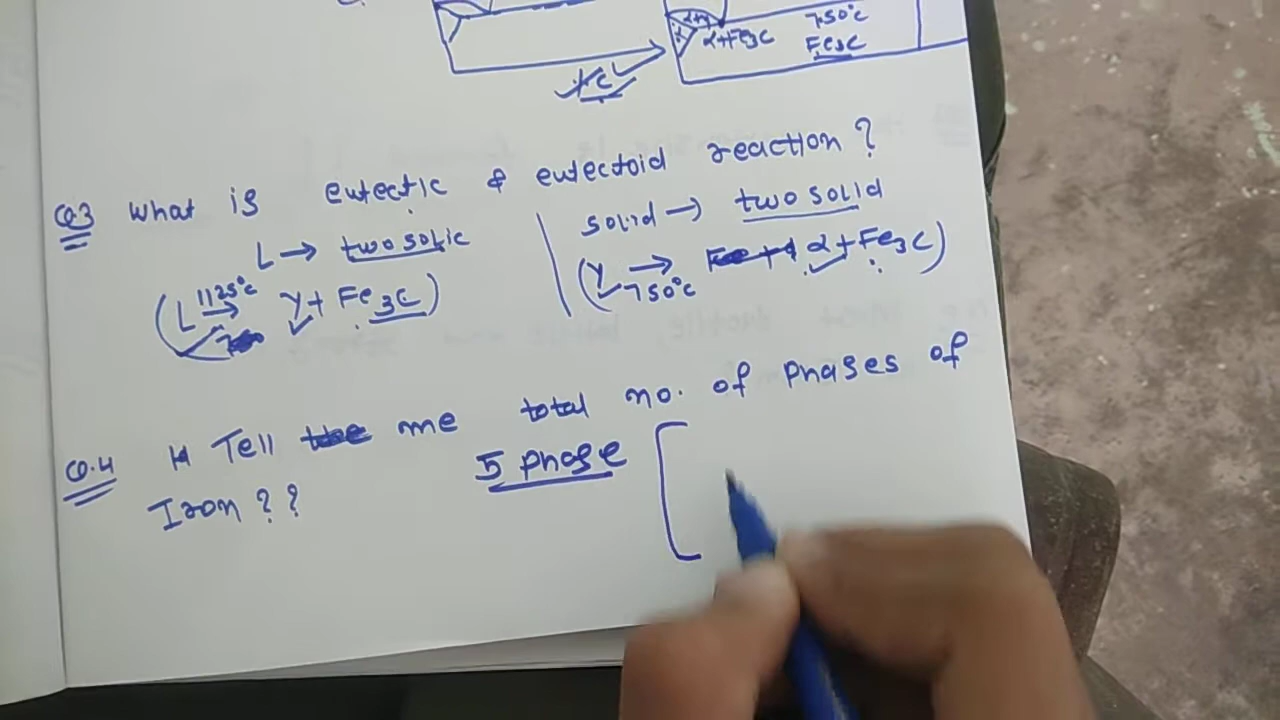 α+γ 750°C
α+Fe3C Fe3C
%C
Q3 What is eutectic & eutectoid reaction?
L → two solid
(L 1125°C → γ + Fe3C)
solid → two solid
(γ → 750°C α + Fe3C)
Q.4 Tell me total no. of phases of
Iron??
5 phase [